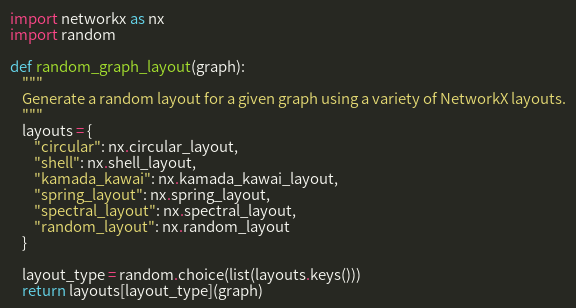 import networkx as nx
import random

def random_graph_layout(graph):
    """
    Generate a random layout for a given graph using a variety of NetworkX layouts.
    """
    layouts = {
        "circular": nx.circular_layout,
        "shell": nx.shell_layout,
        "kamada_kawai": nx.kamada_kawai_layout,
        "spring_layout": nx.spring_layout,
        "spectral_layout": nx.spectral_layout,
        "random_layout": nx.random_layout
    }

    layout_type = random.choice(list(layouts.keys()))
    return layouts[layout_type](graph)